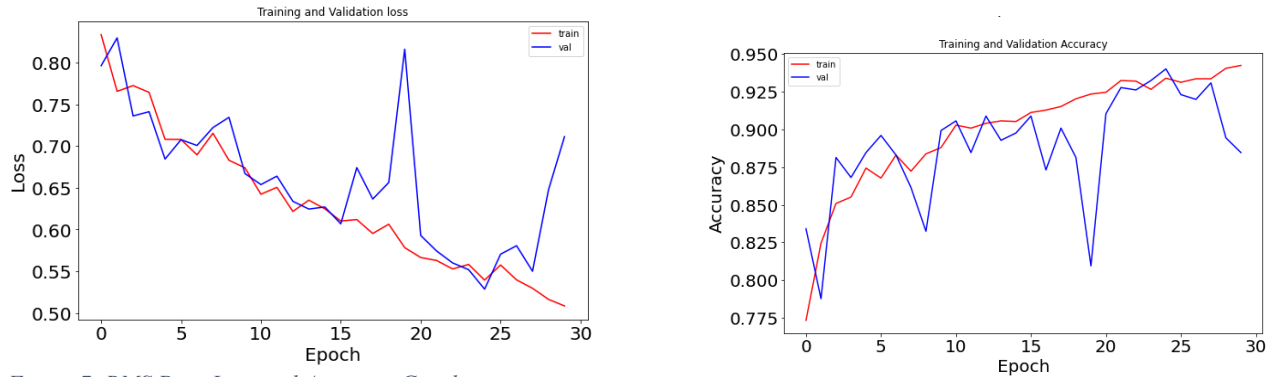 Training and Validation loss
train
val
0.80
0.75
0.70
0.65
0.60
0.55
0.50
Loss
0 5 10 15 20 25 30
Epoch
Training and Validation Accuracy
train
val
0.950
0.925
0.900
0.875
0.850
0.825
0.800
0.775
Accuracy
0 5 10 15 20 25 30
Epoch